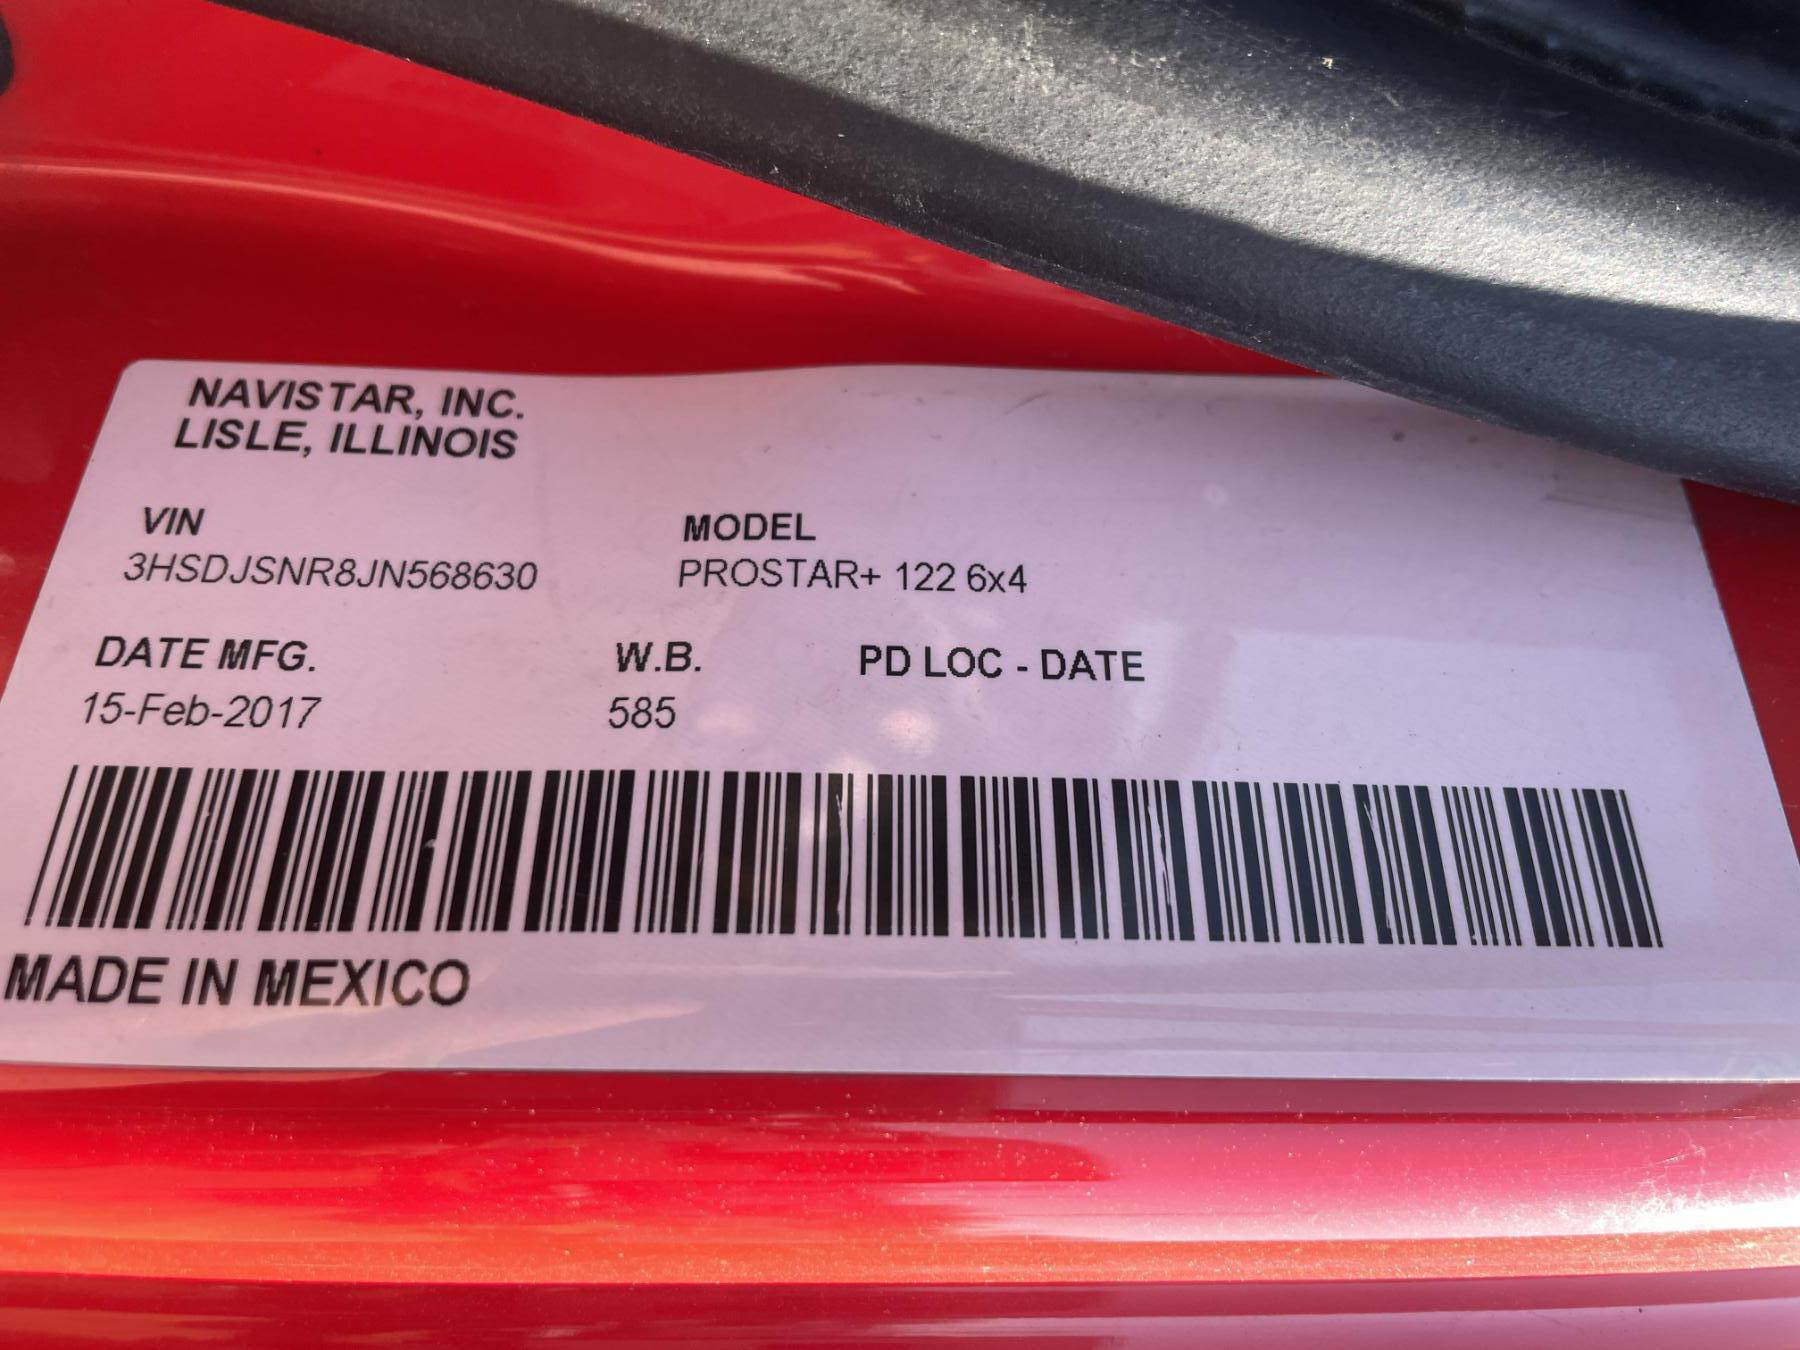 NAVISTAR, INC.
LISLE, ILLINOIS
VIN MODEL
3HSDJSNR8JN568630 PROSTAR+ 122 6x4
DATE MFG. W.B. PD LOC - DATE
15-Feb-2017 585
MADE IN MEXICO